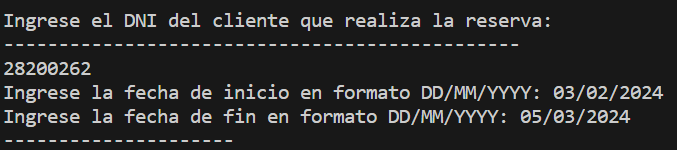 Ingrese el DNI del cliente que realiza la reserva:
-----------------------------------------------
28200262
Ingrese la fecha de inicio en formato DD/MM/YYYY: 03/02/2024
Ingrese la fecha de fin en formato DD/MM/YYYY: 05/03/2024
---------------------